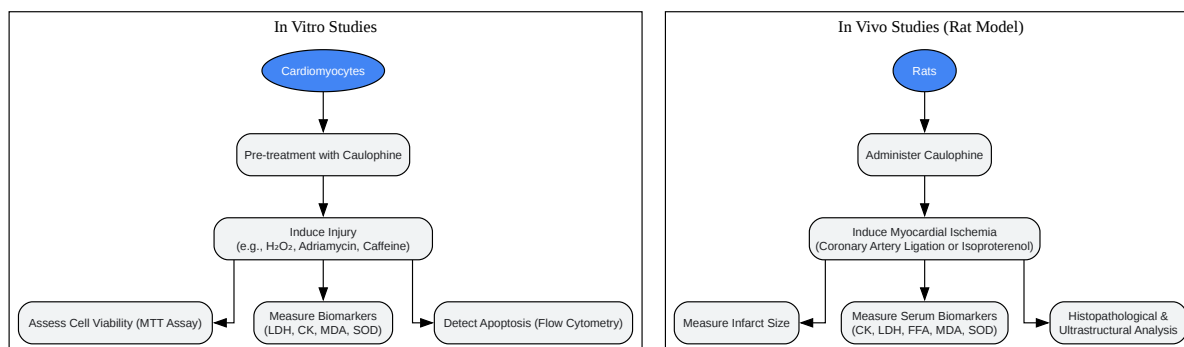 In Vitro Studies
Cardiomyocytes
Pre-treatment with Caulophine
Induce Injury
(e.g., H₂O₂, Adriamycin, Caffeine)
Assess Cell Viability (MTT Assay)
Measure Biomarkers
(LDH, CK, MDA, SOD)
Detect Apoptosis (Flow Cytometry)
In Vivo Studies (Rat Model)
Rats
Administer Caulophine
Induce Myocardial Ischemia
(Coronary Artery Ligation or Isoproterenol)
Measure Infarct Size
Measure Serum Biomarkers
(CK, LDH, FFA, MDA, SOD)
Histopathological &
Ultrastructural Analysis